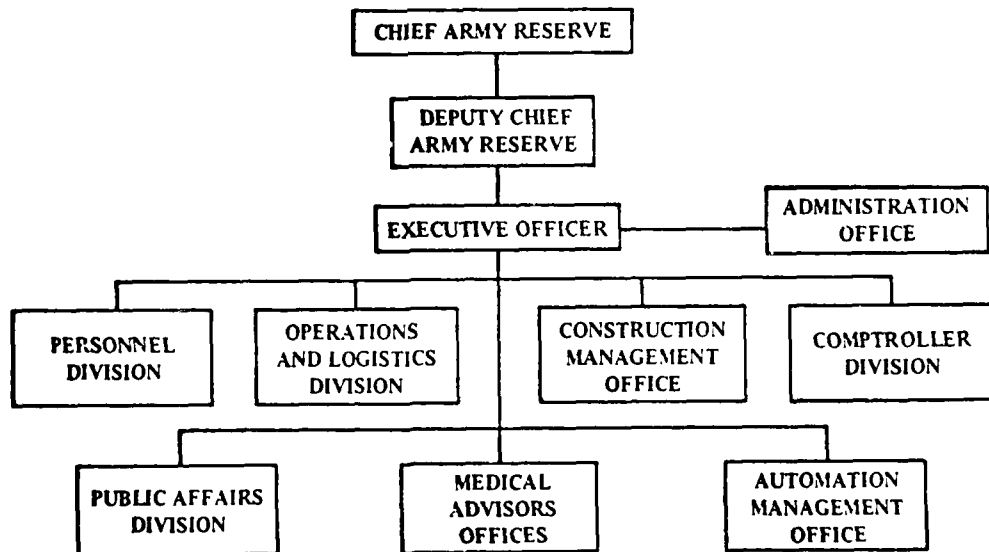 CHIEF ARMY RESERVE
DEPUTY CHIEF
ARMY RESERVE
EXECUTIVE OFFICER
ADMINISTRATION
OFFICE
PERSONNEL
DIVISION
OPERATIONS
AND LOGISTICS
DIVISION
CONSTRUCTION
MANAGEMENT
OFFICE
COMPTROLLER
DIVISION
PUBLIC AFFAIRS
DIVISION
MEDICAL
ADVISORS
OFFICES
AUTOMATION
MANAGEMENT
OFFICE